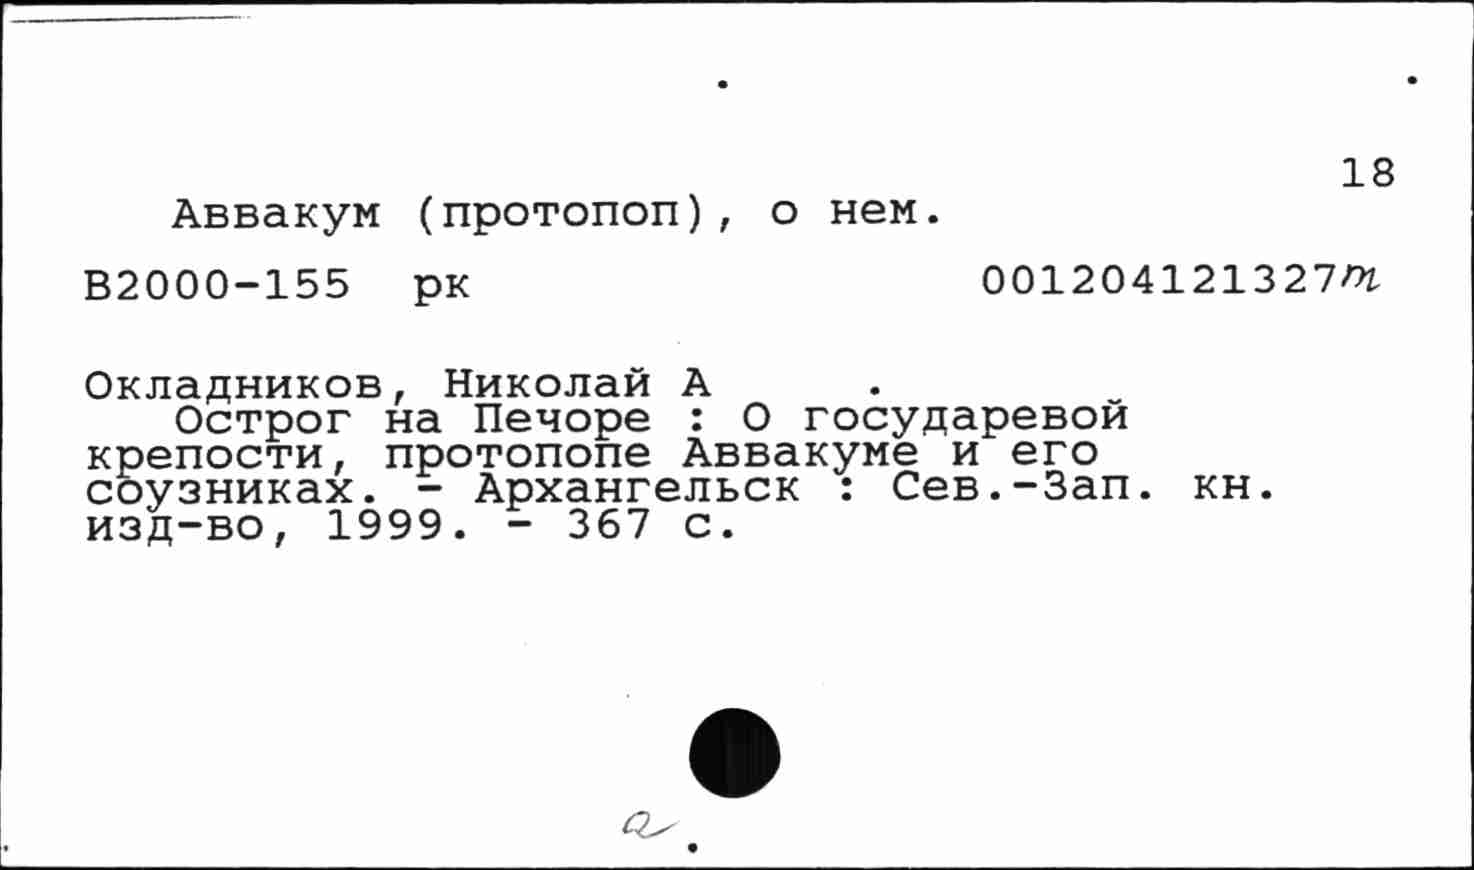 18
Аввакум (протопоп), о нем.
В2000-155 рк 001204121327т
Окладников, Николай А .
Острог на Печоре : О государевой
крепости, протопопе Аввакуме и его
соузниках. - Архангельск : Сев.-Зап. кн.
изд-во, 1999. - 367 с.
а